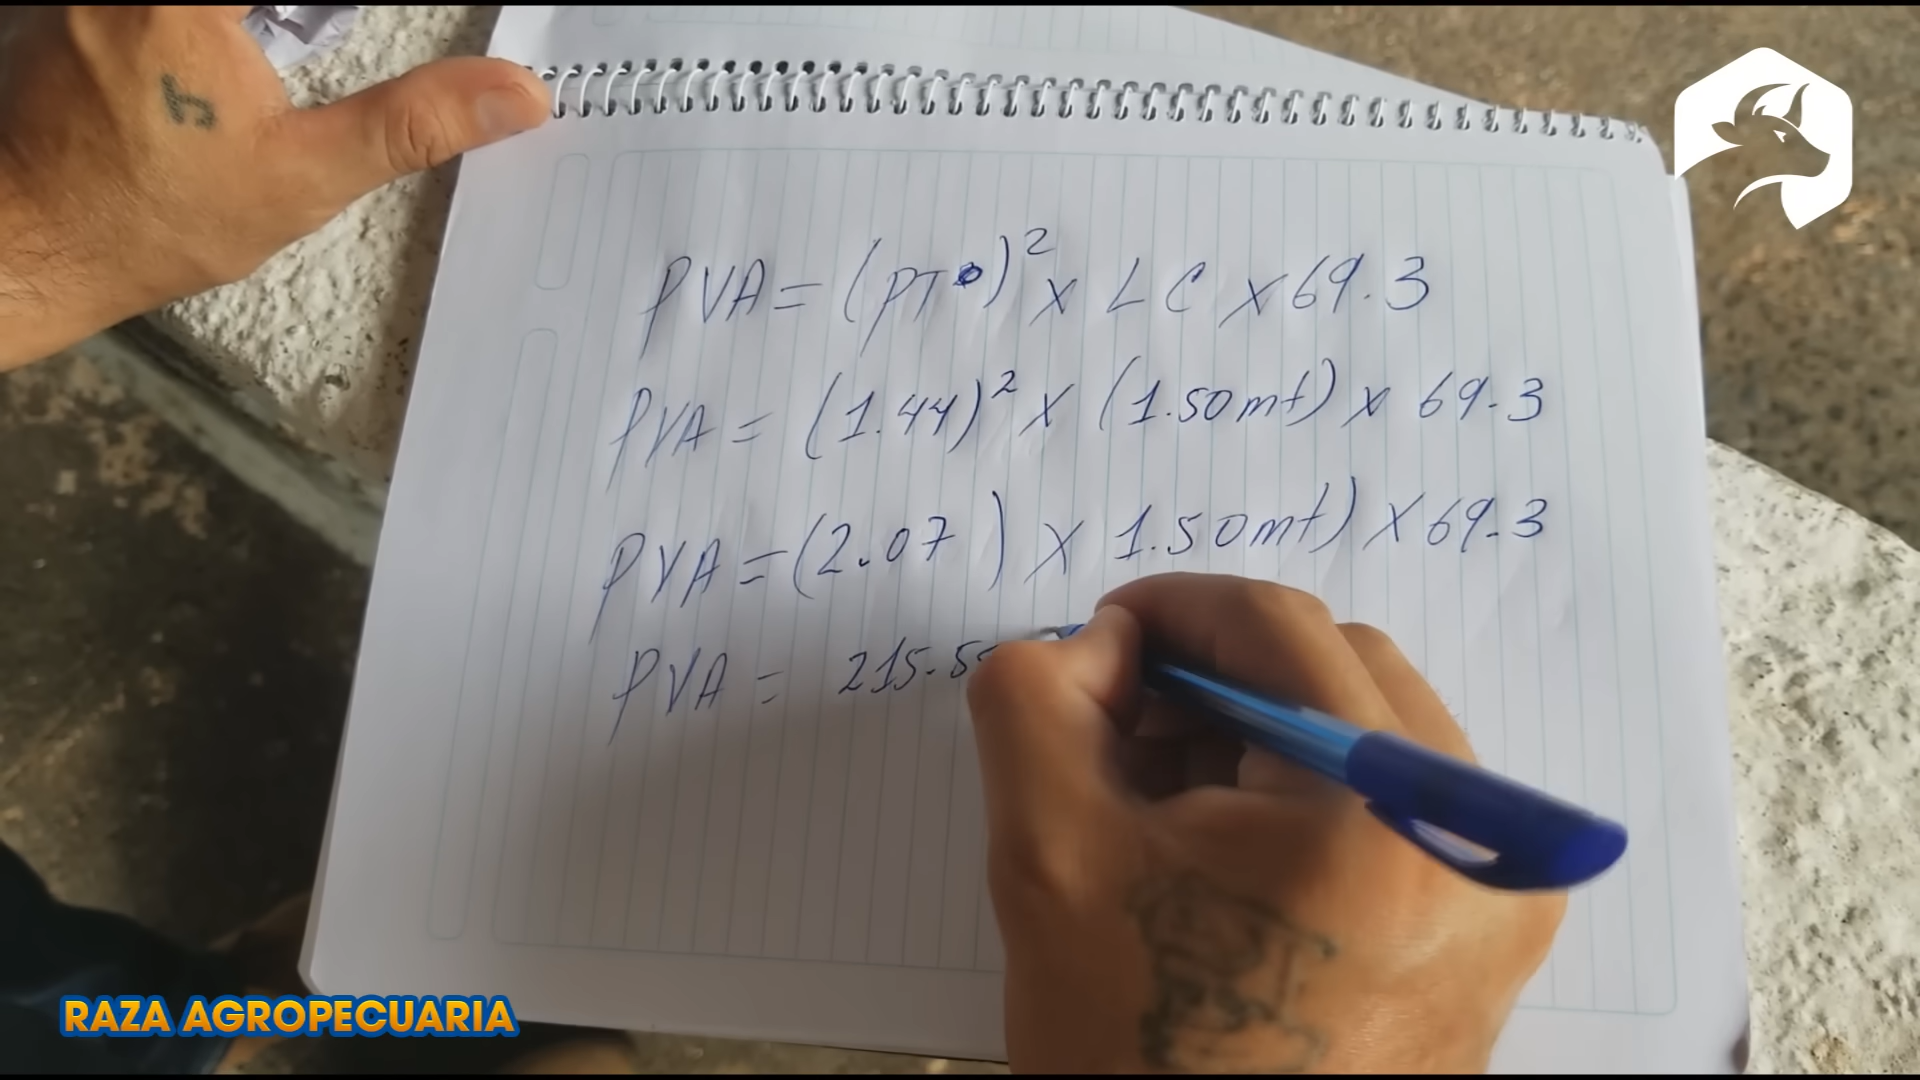 PVA = (PT)² x LC x 69.3
PVA = (1.44)² x (1.50mt) x 69.3
PVA = (2.07 ) x 1.50mt) x 69.3
PVA = 215.5
RAZA AGROPECUARIA